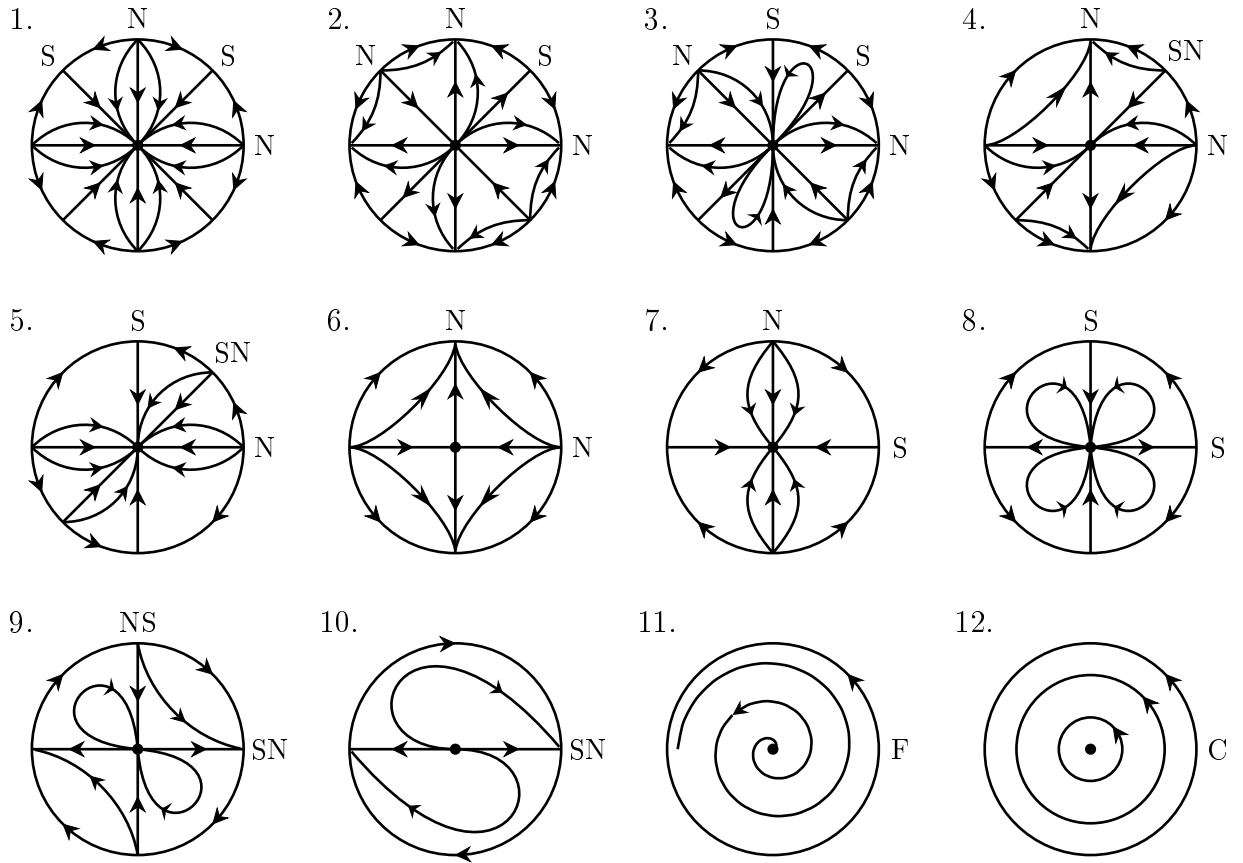 1. N 2. N 3. S 4. N
S S N S N S SN
N N N N
5. S 6. N 7. N 8. S
SN
N N S S
9. NS 10. 11. 12.
SN SN F C